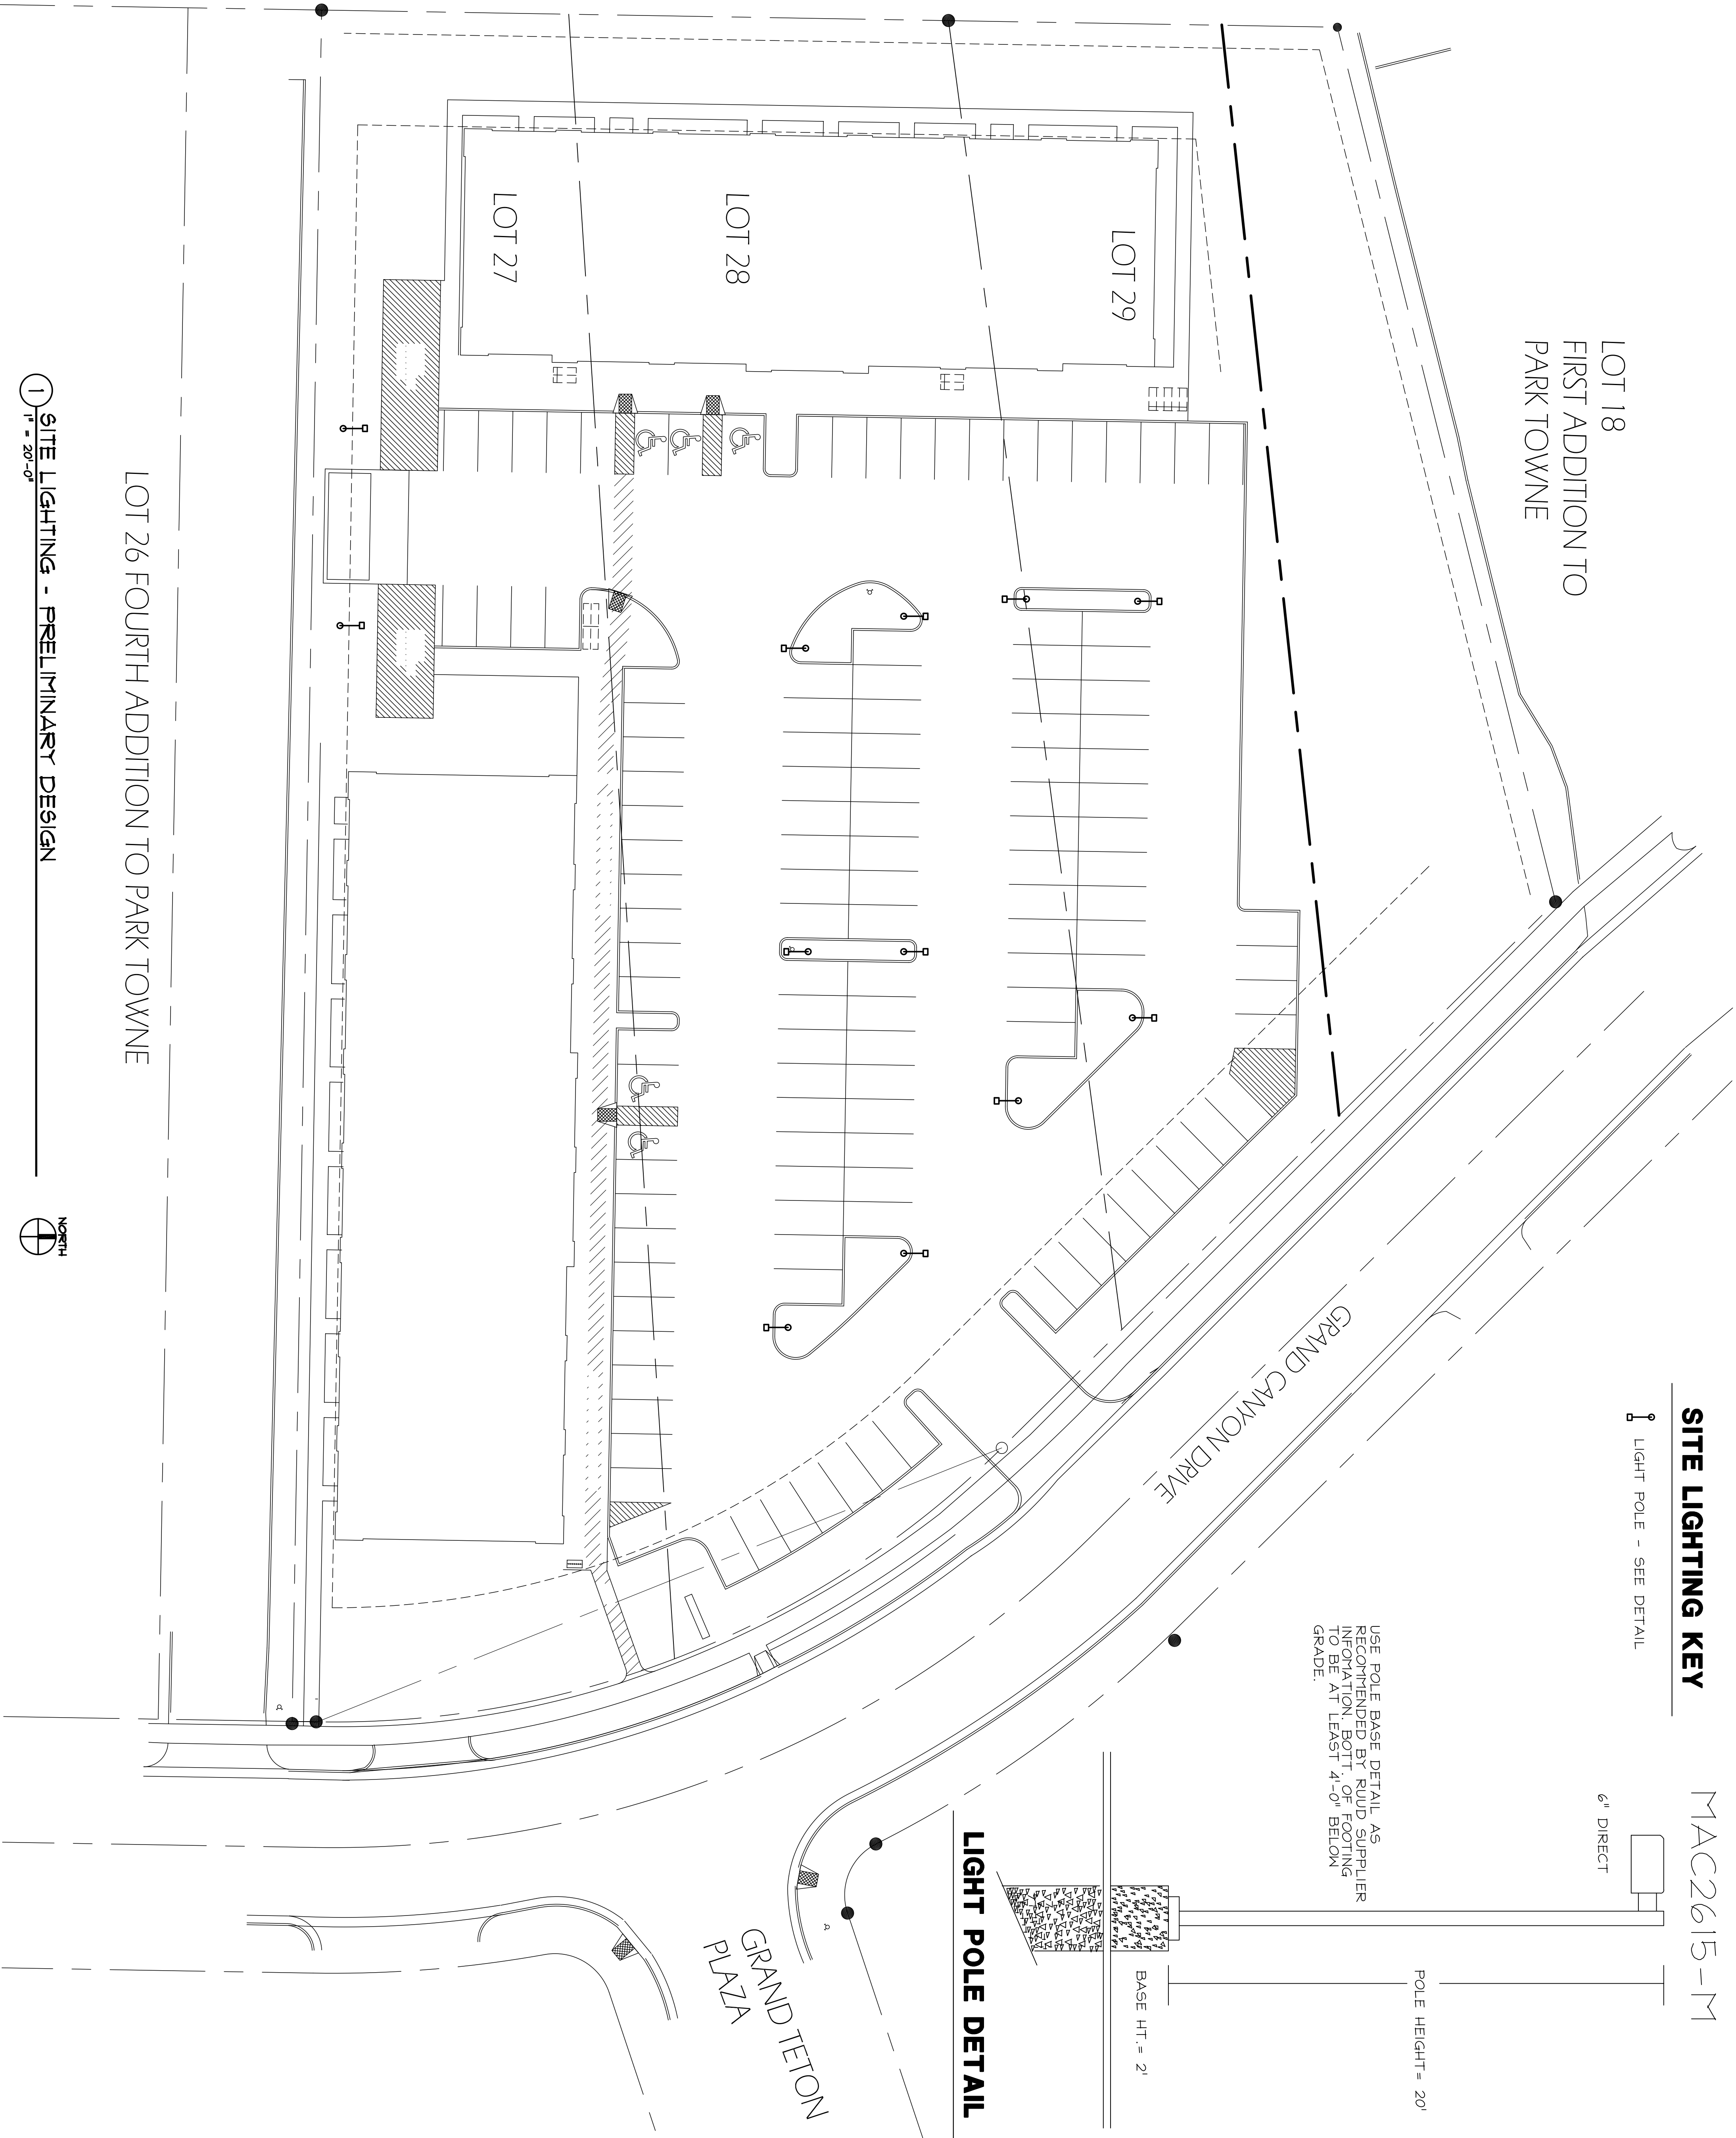 MAC2615-M
SITE LIGHTING KEY
LIGHT POLE - SEE DETAIL
6" DIRECT
POLE HEIGHT= 20'
BASE HT.= 2'
USE POLE BASE DETAIL AS
RECOMMENDED BY RUUD SUPPLIER
INFOMATION. BOTT. OF FOOTING
TO BE AT LEAST 4'-0" BELOW
GRADE.
LIGHT POLE DETAIL
LOT 18
FIRST ADDITION TO
PARK TOWNE
GRAND CANYON DRIVE
GRAND TETON
PLAZA
LOT 29
LOT 28
LOT 27
LOT 26 FOURTH ADDITION TO PARK TOWNE
1
SITE LIGHTING - PRELIMINARY DESIGN
1" = 20'-0"
NORTH